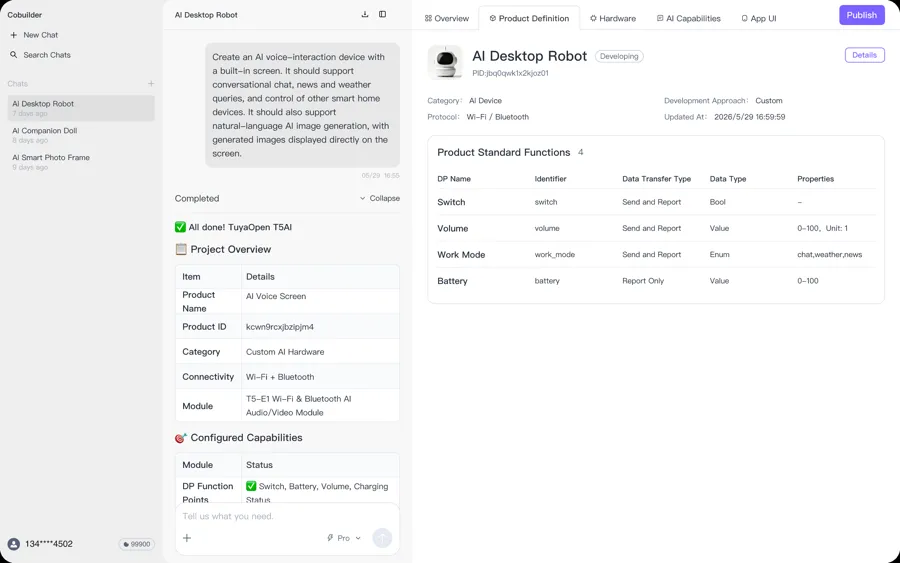 Cobuilder
New Chat
Search Chats
Chats
AI Desktop Robot
7 days ago
AI Companion Doll
8 days ago
AI Smart Photo Frame
9 days ago
134****4502
99900
AI Desktop Robot
Create an AI voice-interaction device with
a built-in screen. It should support
conversational chat, news and weather
queries, and control of other smart home
devices. It should also support
natural-language AI image generation, with
generated images displayed directly on the
screen.
05/29 16:55
Completed
Collapse
✅ All done! TuyaOpen T5AI
📋 Project Overview
Item Details
Product Name AI Voice Screen
Product ID kcwn9rcxjbzipjm4
Category Custom AI Hardware
Connectivity Wi-Fi + Bluetooth
Module T5-E1 Wi-Fi & Bluetooth AI
Audio/Video Module
🎯 Configured Capabilities
Module Status
DP Function Points ✅ Switch, Battery, Volume, Charging
Status
Tell us what you need.
Pro
Overview Product Definition Hardware AI Capabilities App UI
Publish
AI Desktop Robot Developing
Details
PID:jbq0qwk1x2kjoz01
Category: AI Device Development Approach: Custom
Protocol: Wi-Fi / Bluetooth Updated At: 2026/5/29 16:59:59
Product Standard Functions 4
DP Name Identifier Data Transfer Type Data Type Properties
Switch switch Send and Report Bool –
Volume volume Send and Report Value 0-100, Unit: 1
Work Mode work_mode Send and Report Enum chat,weather,news
Battery battery Report Only Value 0-100